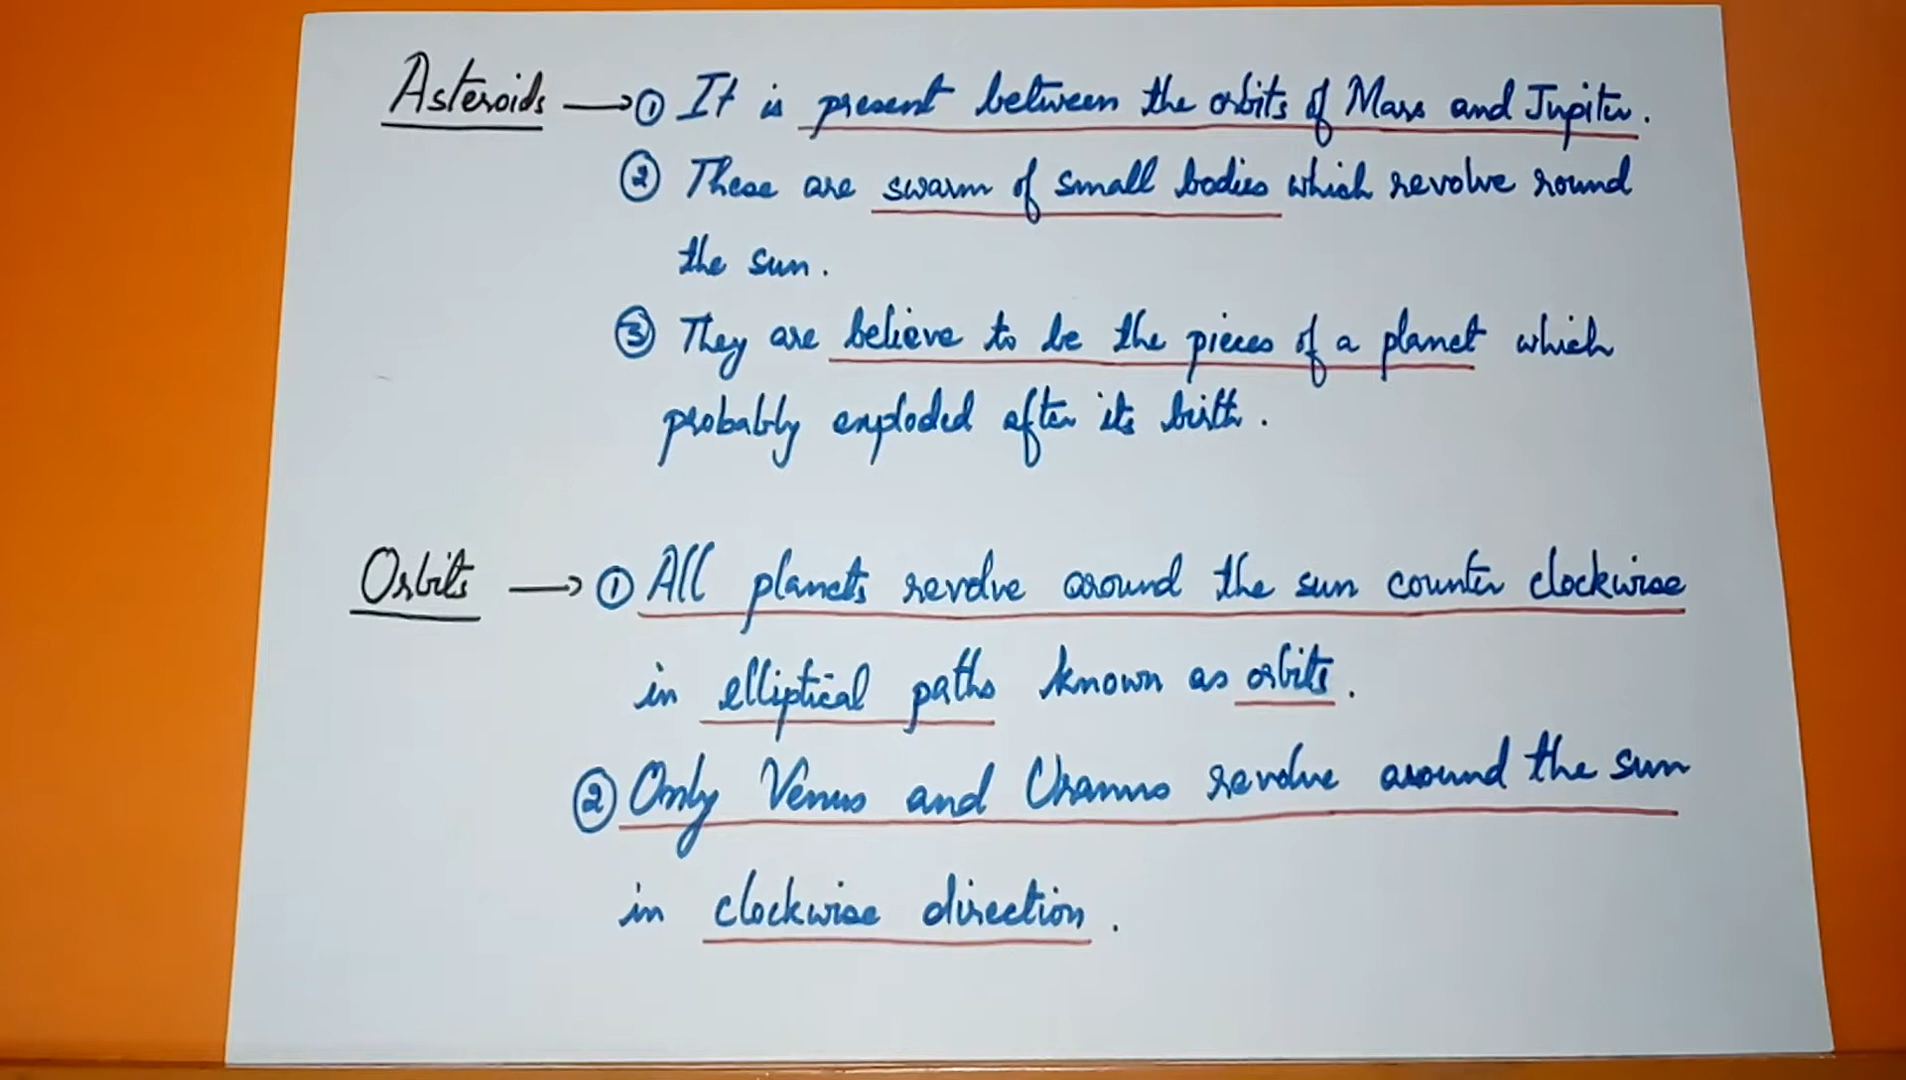 Asteroids → ① It is present between the orbits of Mars and Jupiter.
② These are swarm of small bodies which revolve round
the sun.
③ They are believe to be the pieces of a planet which
probably exploded after its birth.
Orbits → ① All planets revolve around the sun counter clockwise
in elliptical paths known as orbits.
② Only Venus and Uranus revolve around the sun
in clockwise direction.